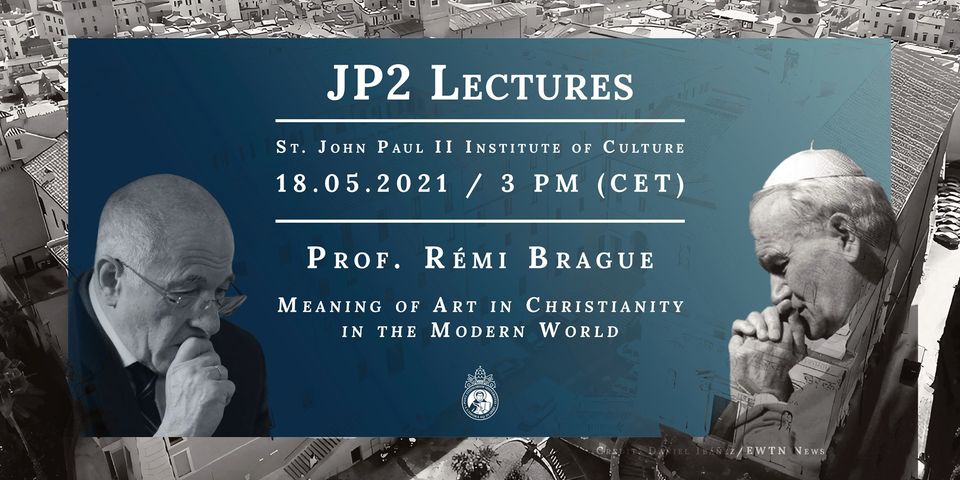 JP2 Lectures
St. John Paul II Institute of Culture
18.05.2021 / 3 PM (CET)
Prof. Rémi Brague
Meaning of Art in Christianity
in the Modern World
Credit: Daniel Ibáñez/EWTN News